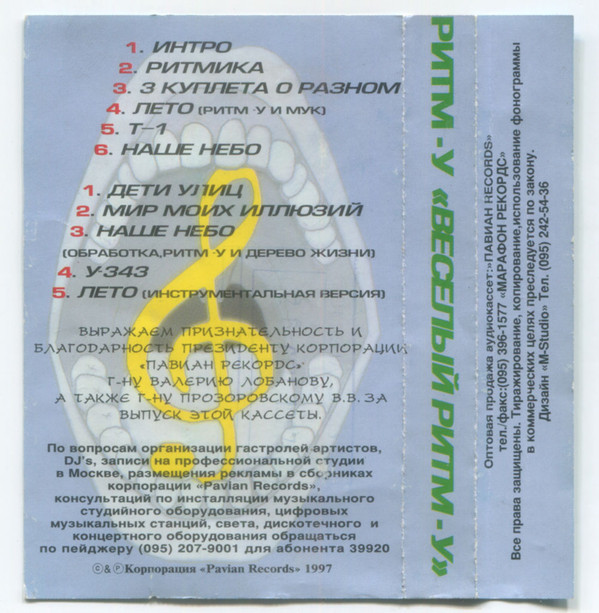 1. ИНТРО
2. РИТМИКА
3. 3 КУПЛЕТА О РАЗНОМ
4. ЛЕТО (РИТМ-У И МУК)
5. Т-1
6. НАШЕ НЕБО
1. ДЕТИ УЛИЦ
2. МИР МОИХ ИЛЛЮЗИЙ
3. НАШЕ НЕБО
(ОБРАБОТКА,РИТМ-У И ДЕРЕВО ЖИЗНИ)
4. У-343
5. ЛЕТО (ИНСТРУМЕНТАЛЬНАЯ ВЕРСИЯ)
ВЫРАЖАЕМ ПРИЗНАТЕЛЬНОСТЬ И
БЛАГОДАРНОСТЬ ПРЕЗИДЕНТУ КОРПОРАЦИИ
«ПАВИАН РЕКОРДС»
Г-НУ ВАЛЕРИЮ ЛОБАНОВУ,
А ТАКЖЕ Г-НУ ПРОЗОРОВСКОМУ В.В. ЗА
ВЫПУСК ЭТОЙ КАССЕТЫ.
По вопросам организации гастролей артистов,
DJ's, записи на профессиональной студии
в Москве, размещения рекламы в сборниках
корпорации «Pavian Records»,
консультаций по инсталляции музыкального
студийного оборудования, цифровых
музыкальных станций, света, дискотечного и
концертного оборудования обращаться
по пейджеру (095) 207-9001 для абонента 39920
©&℗Корпорация «Pavian Records» 1997
РИТМ-У «ВЕСЕЛЫЙ РИТМ-У»
Оптовая продажа аудиокассет:»ПАВИАН RECORDS»
тел./факс:(095) 396-1577 «МАРАФОН РЕКОРДС»
Все права защищены. Тиражирование, копирование,использование фонограммы
в коммерческих целях преследуется по закону.
Дизайн «M-Studio» Тел. (095) 242-54-36